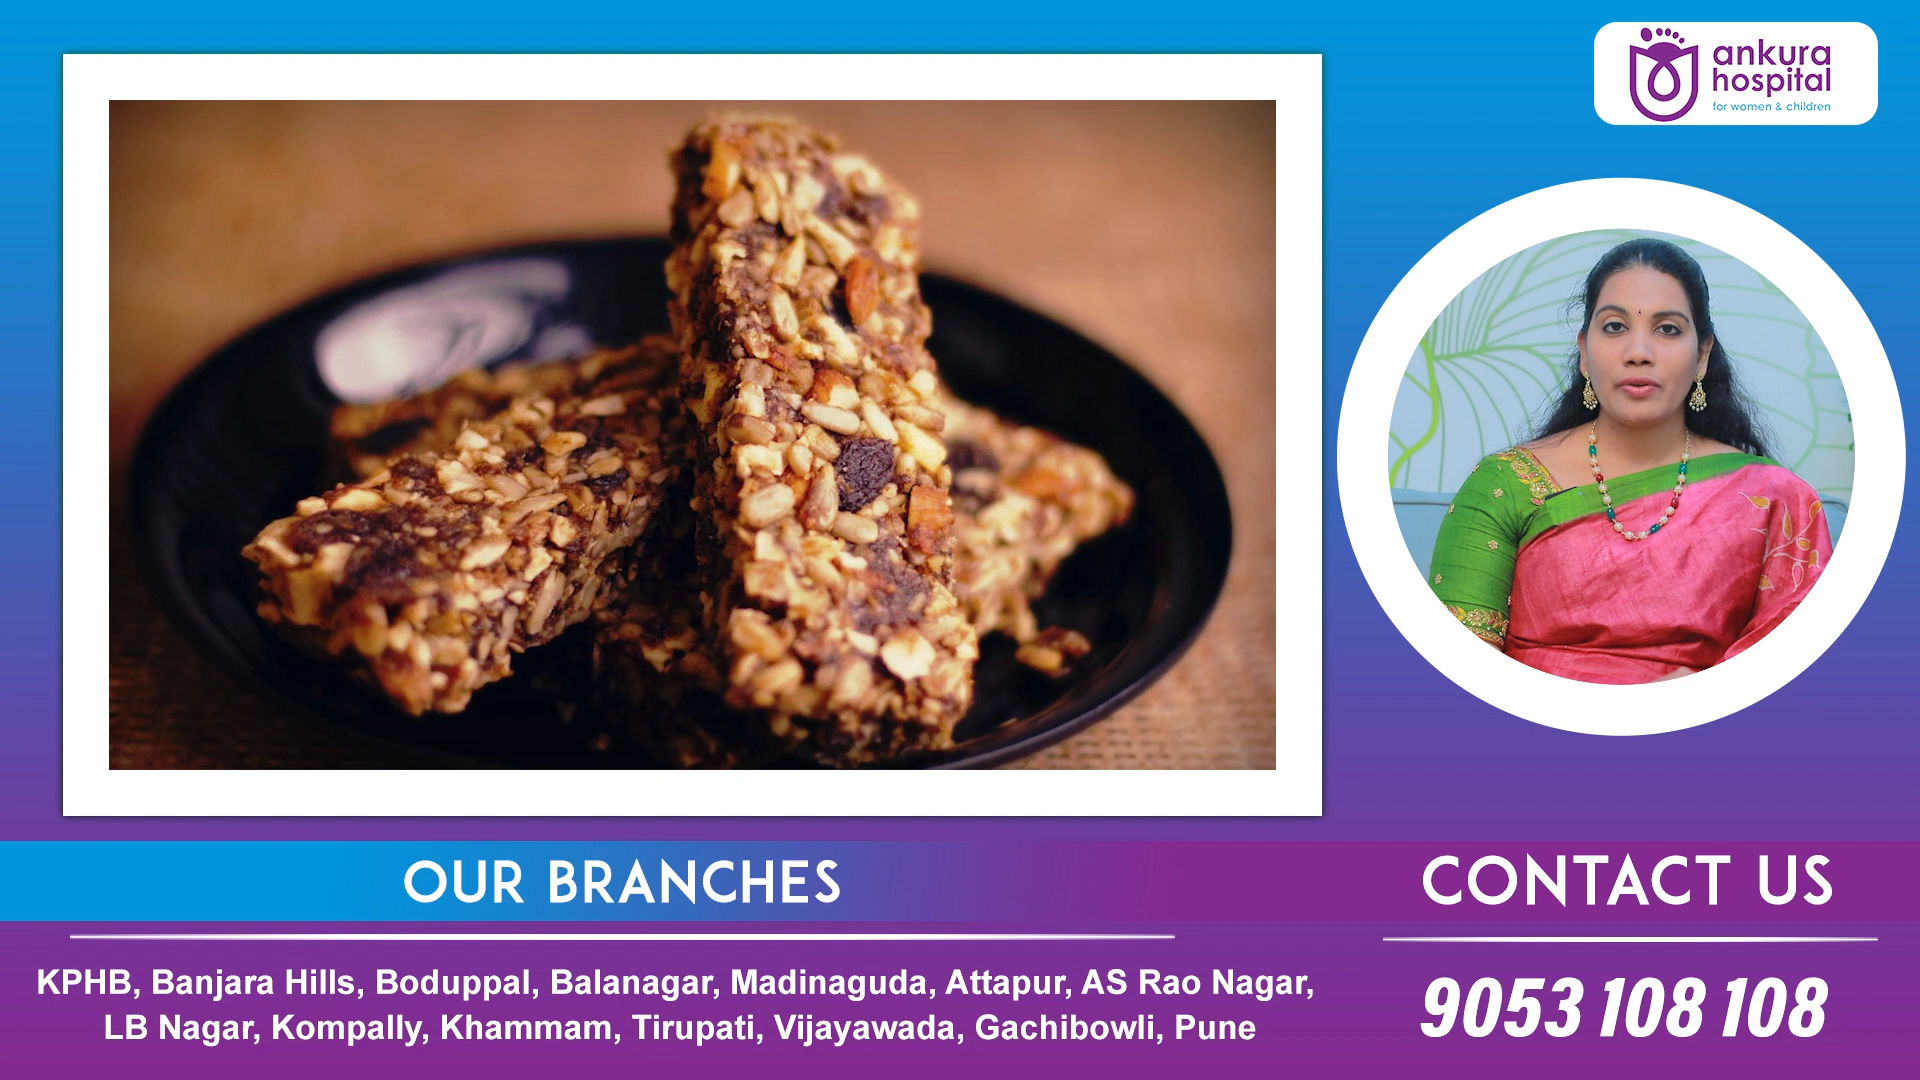 ankura
hospital
for women & children
OUR BRANCHES
KPHB, Banjara Hills, Boduppal, Balanagar, Madinaguda, Attapur, AS Rao Nagar,
LB Nagar, Kompally, Khammam, Tirupati, Vijayawada, Gachibowli, Pune
CONTACT US
9053 108 108